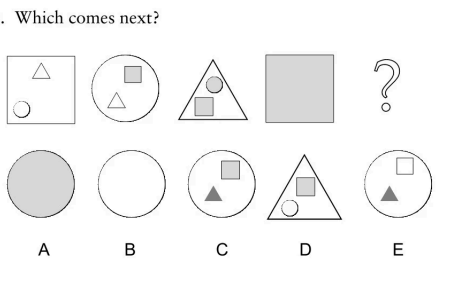 . Which comes next?
?
A B C D E